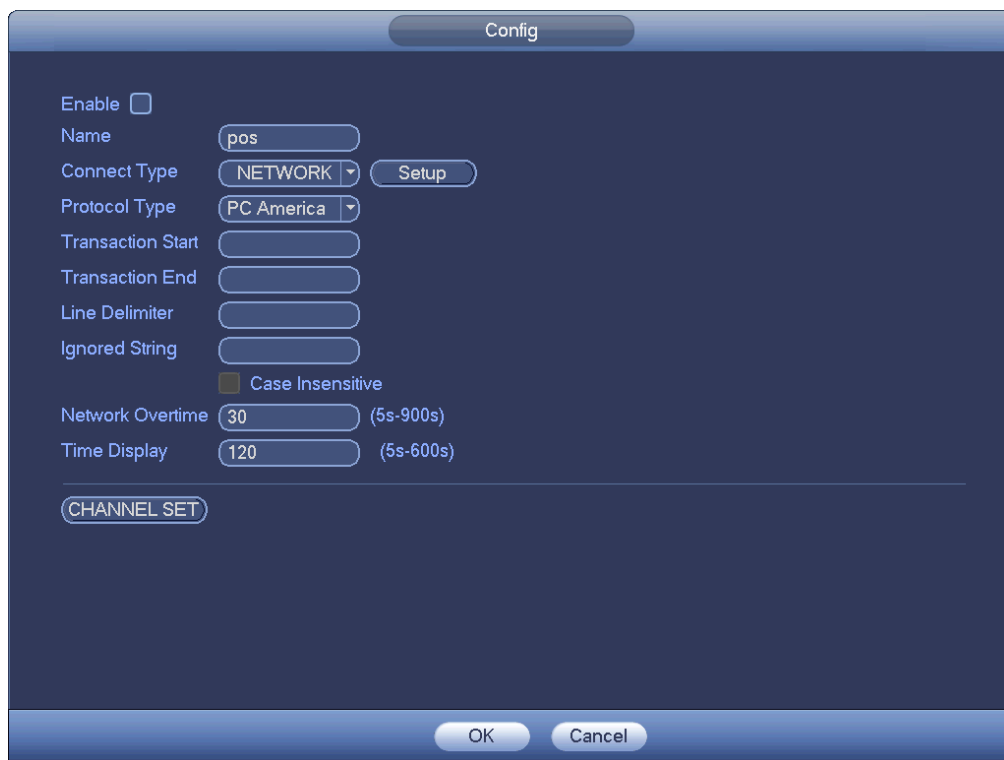 Config
Enable
Name pos
Connect Type NETWORK Setup
Protocol Type PC America
Transaction Start
Transaction End
Line Delimiter
Ignored String
Case Insensitive
Network Overtime 30 (5s-900s)
Time Display 120 (5s-600s)
CHANNEL SET
OK Cancel